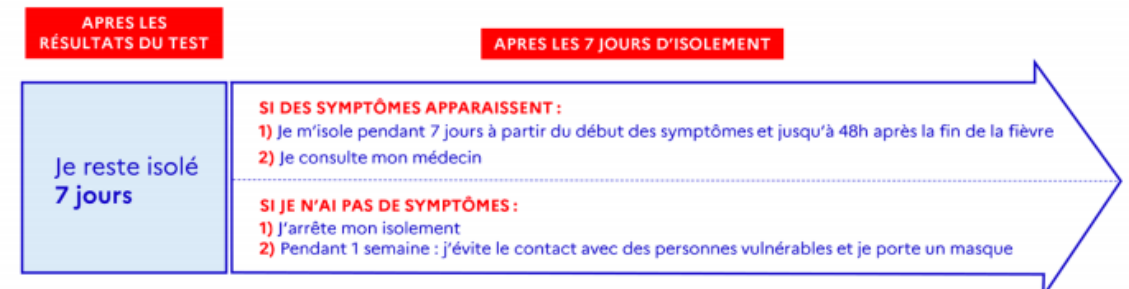 APRES LES
RÉSULTATS DU TEST
APRES LES 7 JOURS D'ISOLEMENT
Je reste isolé
7 jours
SI DES SYMPTÔMES APPARAISSENT :
1) Je m'isole pendant 7 jours à partir du début des symptômes et jusqu'à 48h après la fin de la fièvre
2) Je consulte mon médecin
SI JE N'AI PAS DE SYMPTÔMES :
1) J'arrête mon isolement
2) Pendant 1 semaine : j'évite le contact avec des personnes vulnérables et je porte un masque